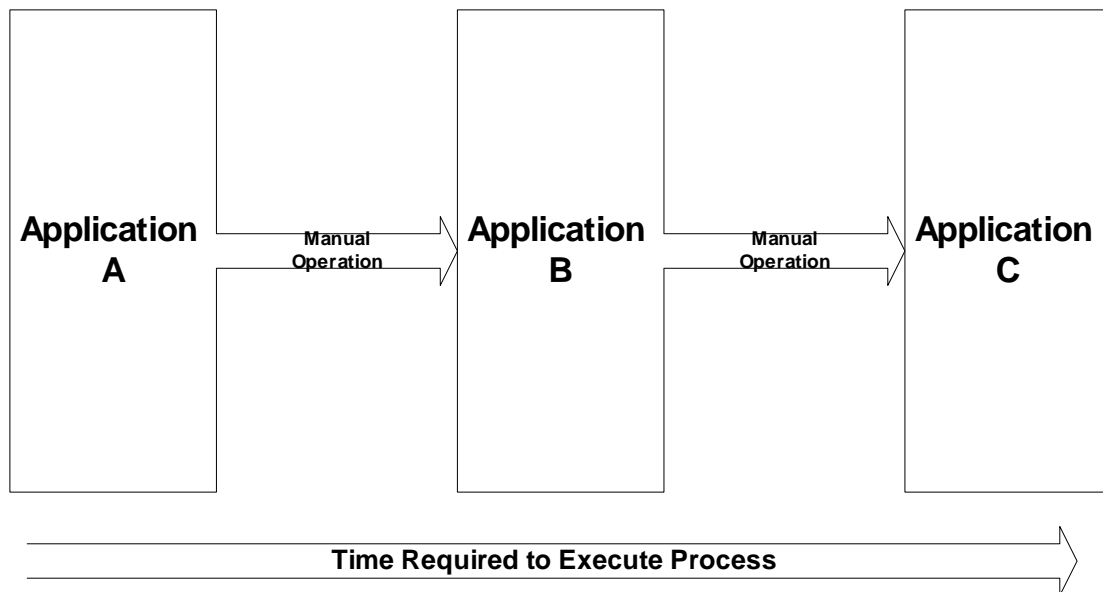 Application
A
Manual
Operation
Application
B
Manual
Operation
Application
C
Time Required to Execute Process